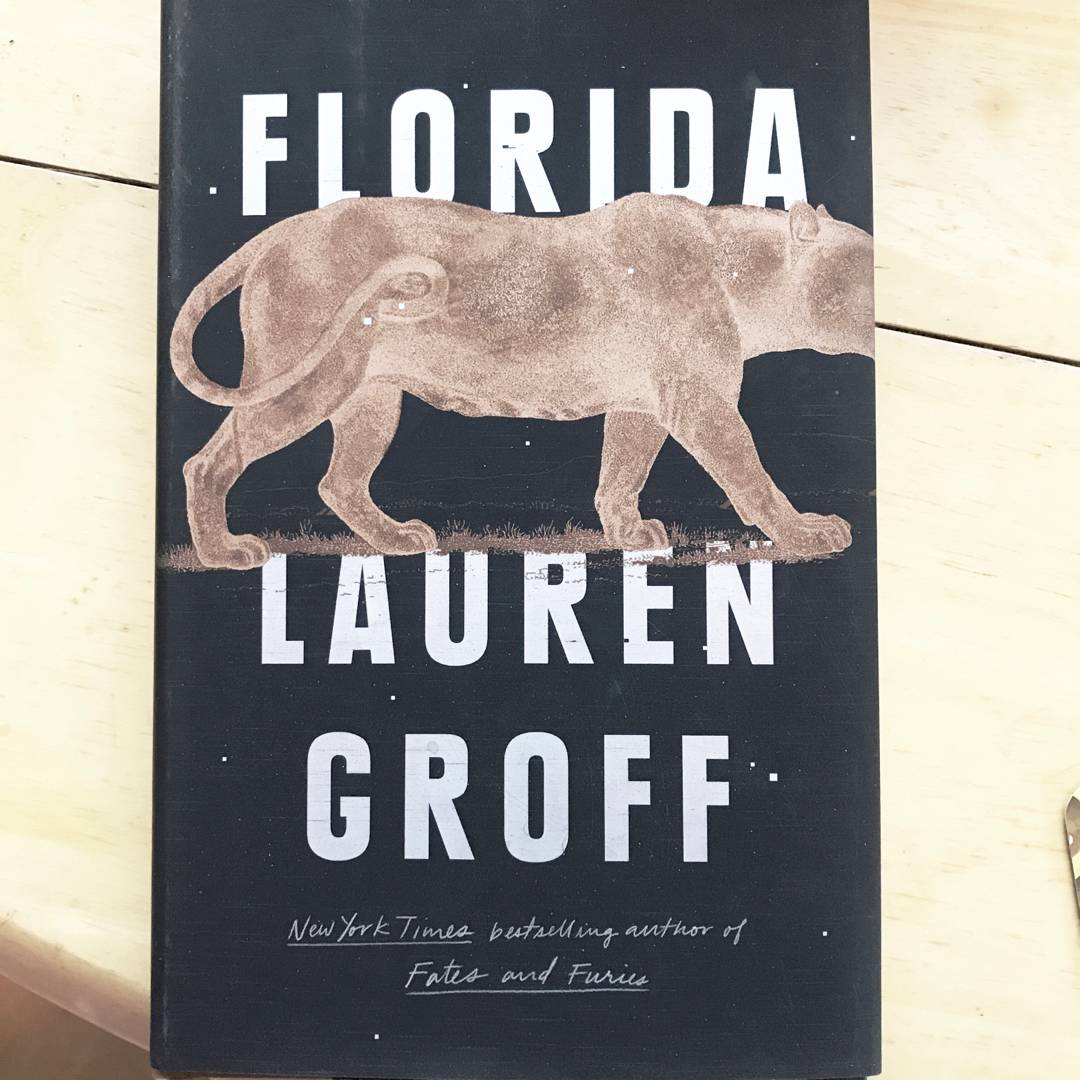 FLORIDA
LAUREN
GROFF
New York Times bestselling author of
Fates and Furies